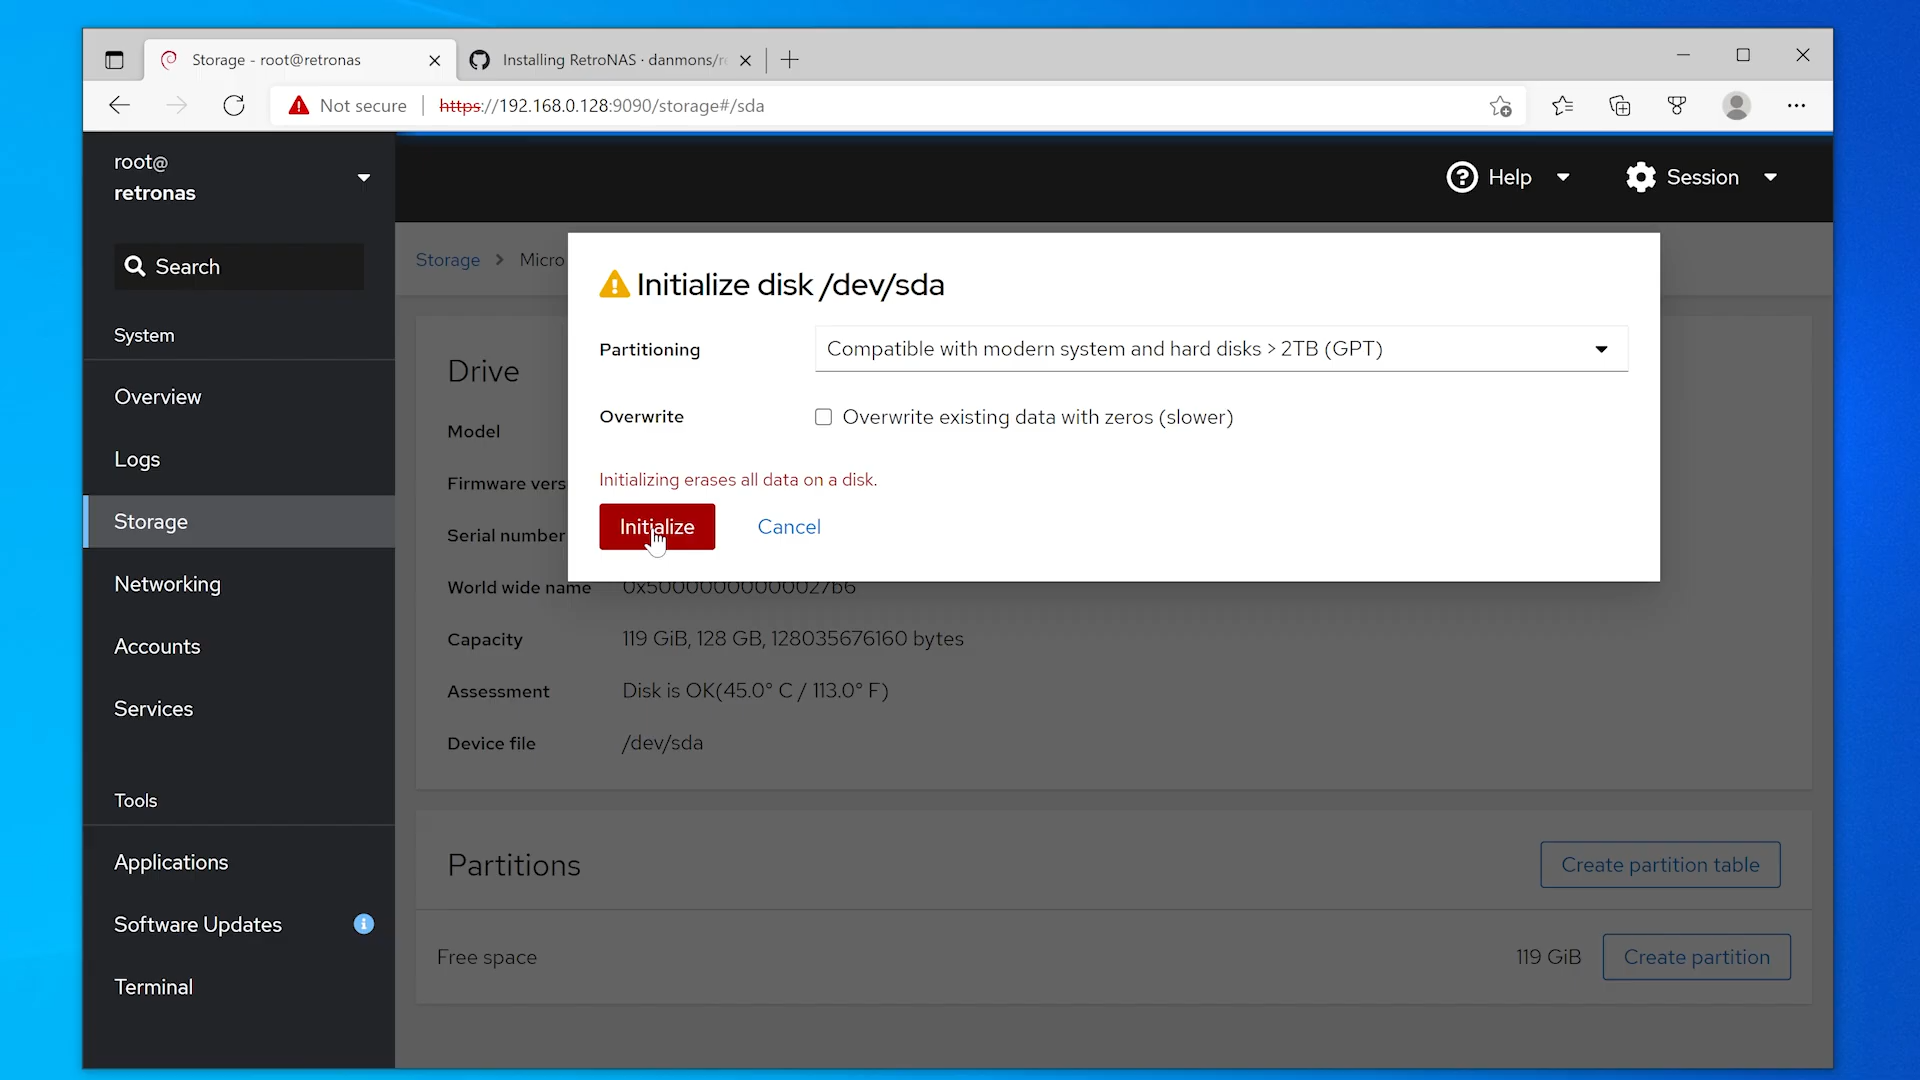 Storage - root@retronas
Installing RetroNAS · danmons/r
Not secure
https://192.168.0.128:9090/storage#/sda
root@
retronas
Help
Session
Search
System
Overview
Logs
Storage
Networking
Accounts
Services
Tools
Applications
Software Updates
Terminal
Storage > Micro
Initialize disk /dev/sda
Partitioning
Compatible with modern system and hard disks > 2TB (GPT)
Overwrite
Overwrite existing data with zeros (slower)
Initializing erases all data on a disk.
Initialize
Cancel
Drive
Model
Firmware vers
Serial number
World wide name 0x50000000000027b6
Capacity 119 GiB, 128 GB, 128035676160 bytes
Assessment Disk is OK(45.0° C / 113.0° F)
Device file /dev/sda
Partitions
Create partition table
Free space
119 GiB
Create partition